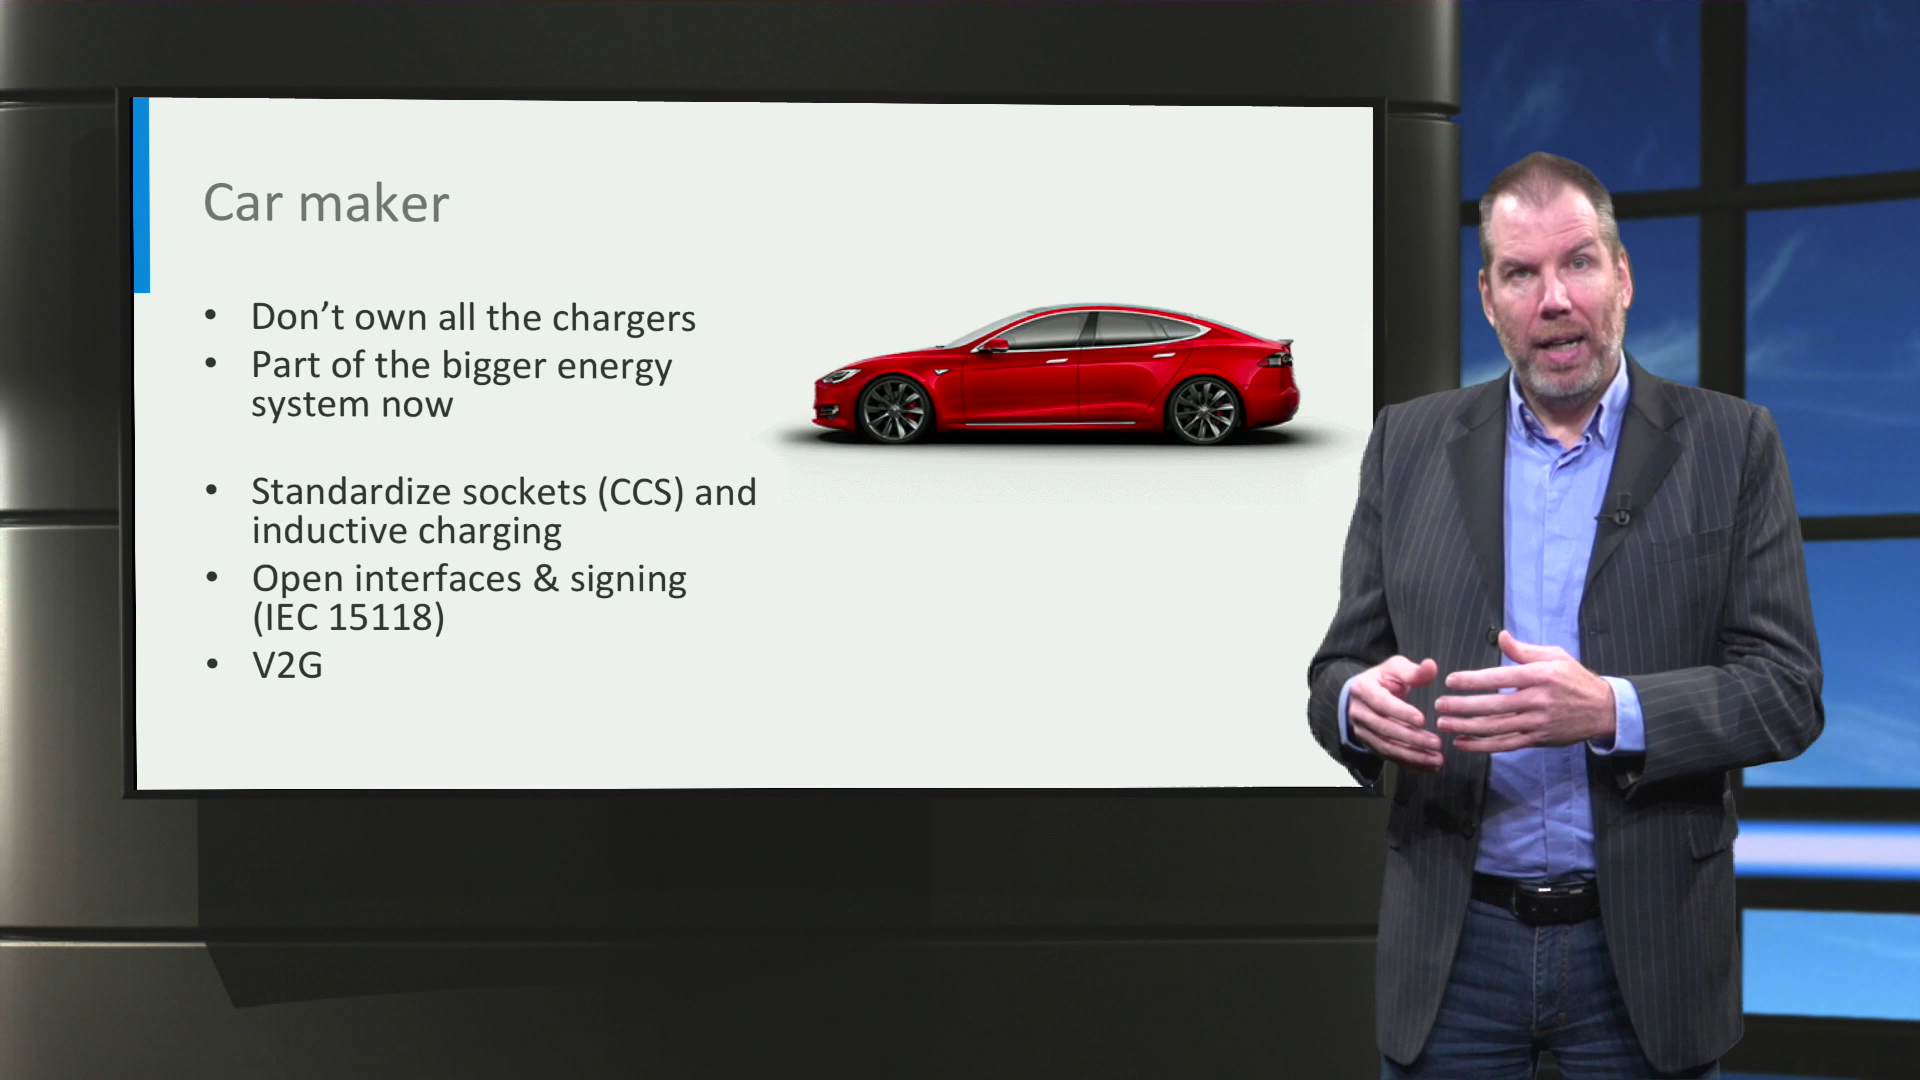 Car maker
• Don’t own all the chargers
• Part of the bigger energy
system now
• Standardize sockets (CCS) and
inductive charging
• Open interfaces & signing
(IEC 15118)
• V2G